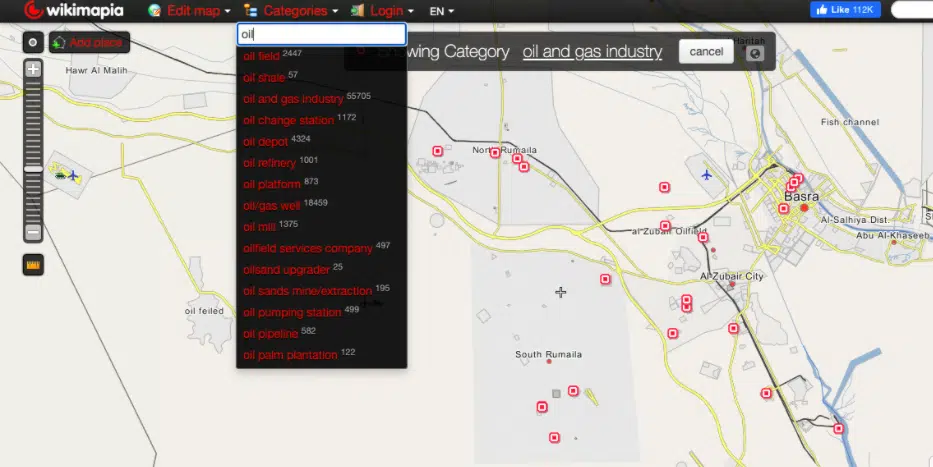 wikimapia Edit map Categories Login EN Like 112K
oil
Add place
owing Category oil and gas industry cancel
Hantah
Hawr Al Malih
oil field 2447
oil shale 57
oil and gas industry 55705
oil change station 1172
oil depot 4324
oil refinery 1001
oil platform 873
oil/gas well 18459
oil mill 1375
oilfield services company 497
oilsand upgrader 25
oil sands mine/extraction 195
oil pumping station 499
oil pipeline 582
oil palm plantation 122
Fish channel
North Rumaila
Basra
Al-Salhiya Dist.
Abu Al-Khaseeb
al Zubair Oilfield
Al Zubair City
oil feiled
South Rumaila